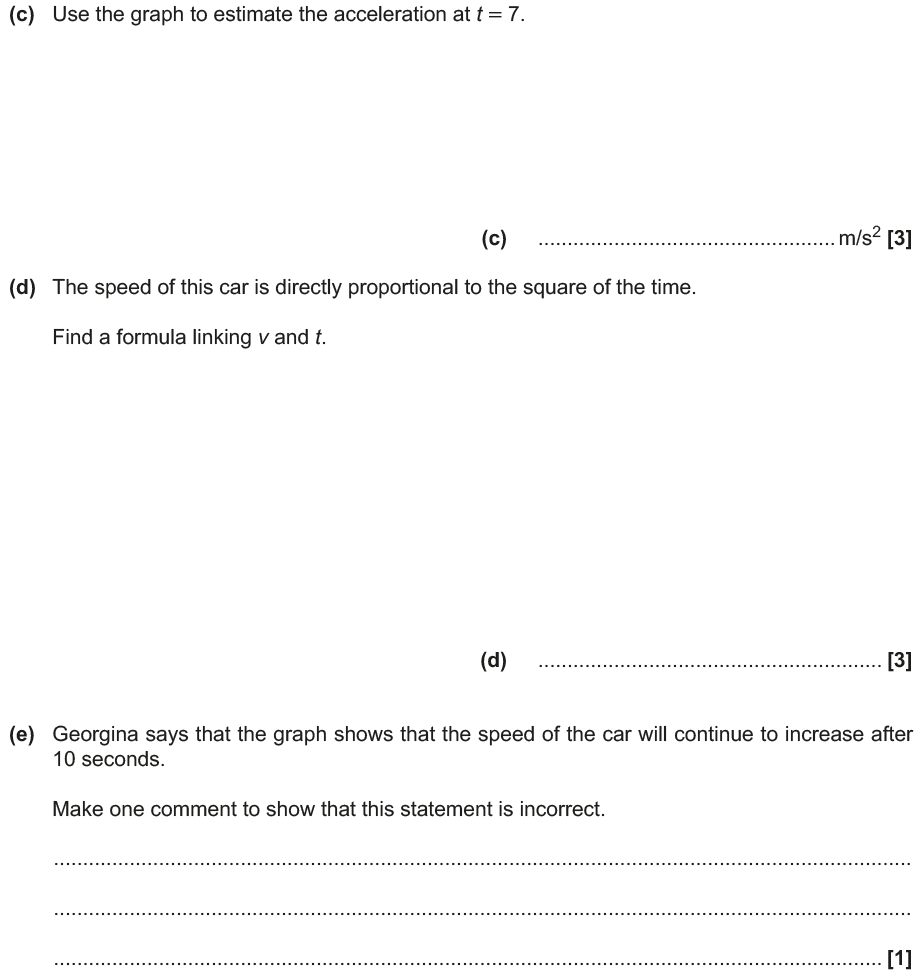 (c) Use the graph to estimate the acceleration at t = 7.
(c) .................................................... m/s² [3]
(d) The speed of this car is directly proportional to the square of the time.
Find a formula linking v and t.
(d) ............................................................ [3]
(e) Georgina says that the graph shows that the speed of the car will continue to increase after
10 seconds.
Make one comment to show that this statement is incorrect.
......................................................................................................................................................
......................................................................................................................................................
................................................................................................................................................. [1]